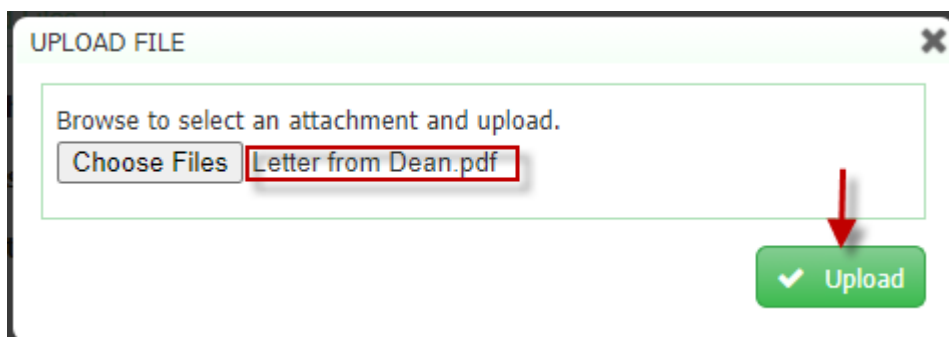 UPLOAD FILE
Browse to select an attachment and upload.
Choose Files Letter from Dean.pdf
Upload